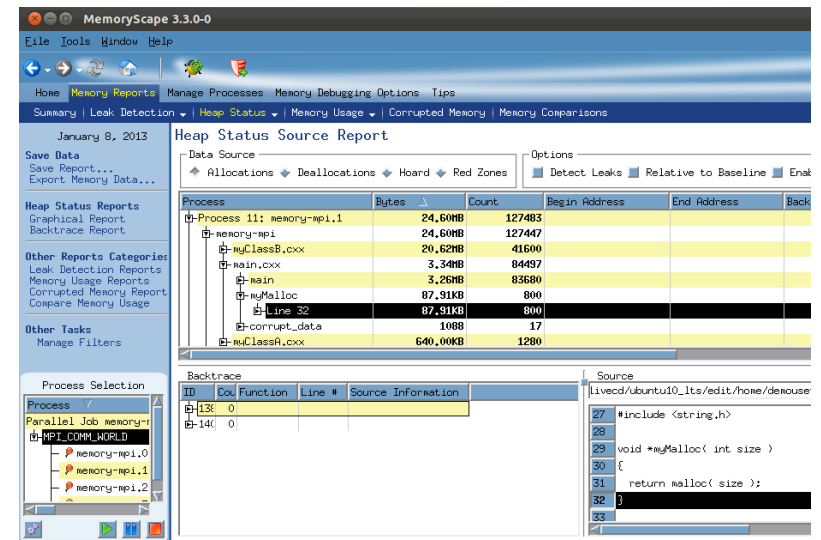 MemoryScape 3.3.0-0
File Tools Window Help
Home Memory Reports Manage Processes Memory Debugging Options Tips
Summary | Leak Detection | Heap Status | Memory Usage | Corrupted Memory | Memory Comparisons
January 8, 2013
Save Data
Save Report...
Export Memory Data...
Heap Status Reports
Graphical Report
Backtrace Report
Other Reports Categories
Leak Detection Reports
Memory Usage Reports
Corrupted Memory Report
Compare Memory Usage
Other Tasks
Manage Filters
Process Selection
Process
Parallel Job memory-
MPI_COMM_WORLD
memory-mpi.0
memory-mpi.1
memory-mpi.2
Heap Status Source Report
Data Source
Allocations Deallocations Hoard Red Zones
Options
Detect Leaks Relative to Baseline Enab
Process Bytes Count Begin Address End Address Back
Process 11: memory-mpi.1 24.60MB 127483
memory-mpi 24.60MB 127447
myClassB.cxx 20.62MB 41600
main.cxx 3.34MB 84497
main 3.26MB 83680
myMalloc 87.91KB 800
Line 32 87.91KB 800
corrupt_data 1088 17
myClassA.cxx 640.00KB 1280
Backtrace
ID Cou Function Line # Source Information
138 0
140 0
Source
livecd/ubuntu10_lts/edit/home/demouse
27 #include <string.h>
28
29 void *myMalloc( int size )
30 {
31 return malloc( size );
32 }
33